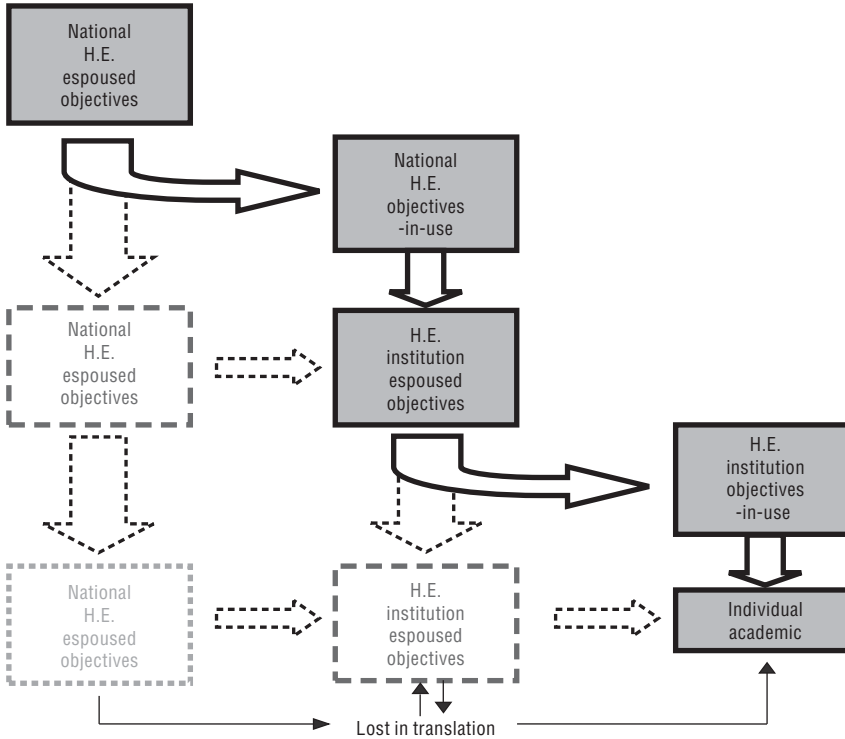 National
H.E.
espoused
objectives
National
H.E.
objectives
-in-use
National
H.E.
espoused
objectives
H.E.
institution
espoused
objectives
H.E.
institution
objectives
-in-use
National
H.E.
espoused
objectives
H.E.
institution
espoused
objectives
Individual
academic
Lost in translation